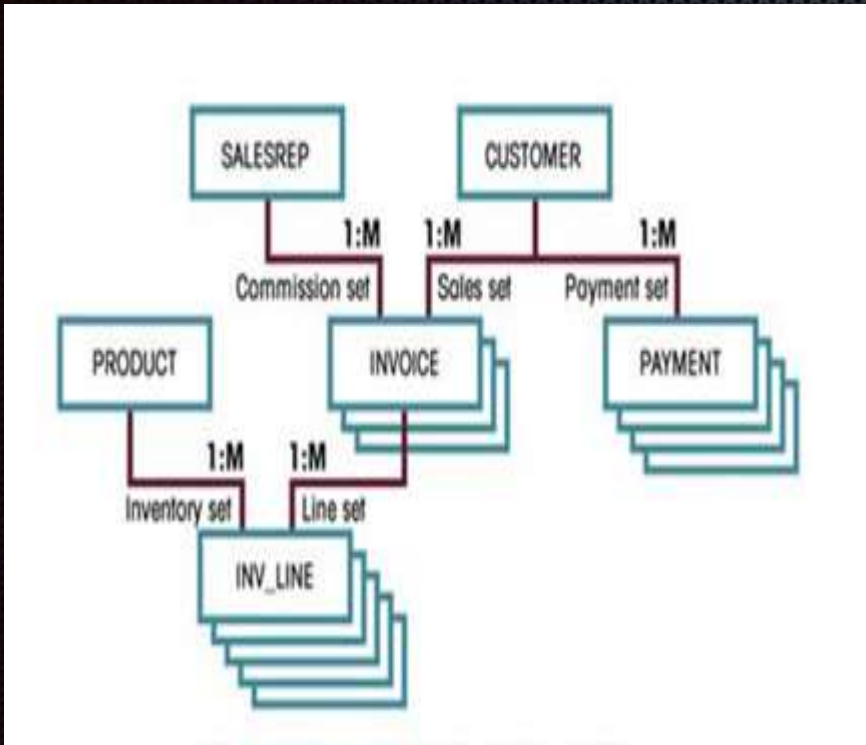 SALESREP
CUSTOMER
1:M
1:M
1:M
Commission set
Sales set
Payment set
PRODUCT
INVOICE
PAYMENT
1:M
1:M
Inventory set
Line set
INV_LINE